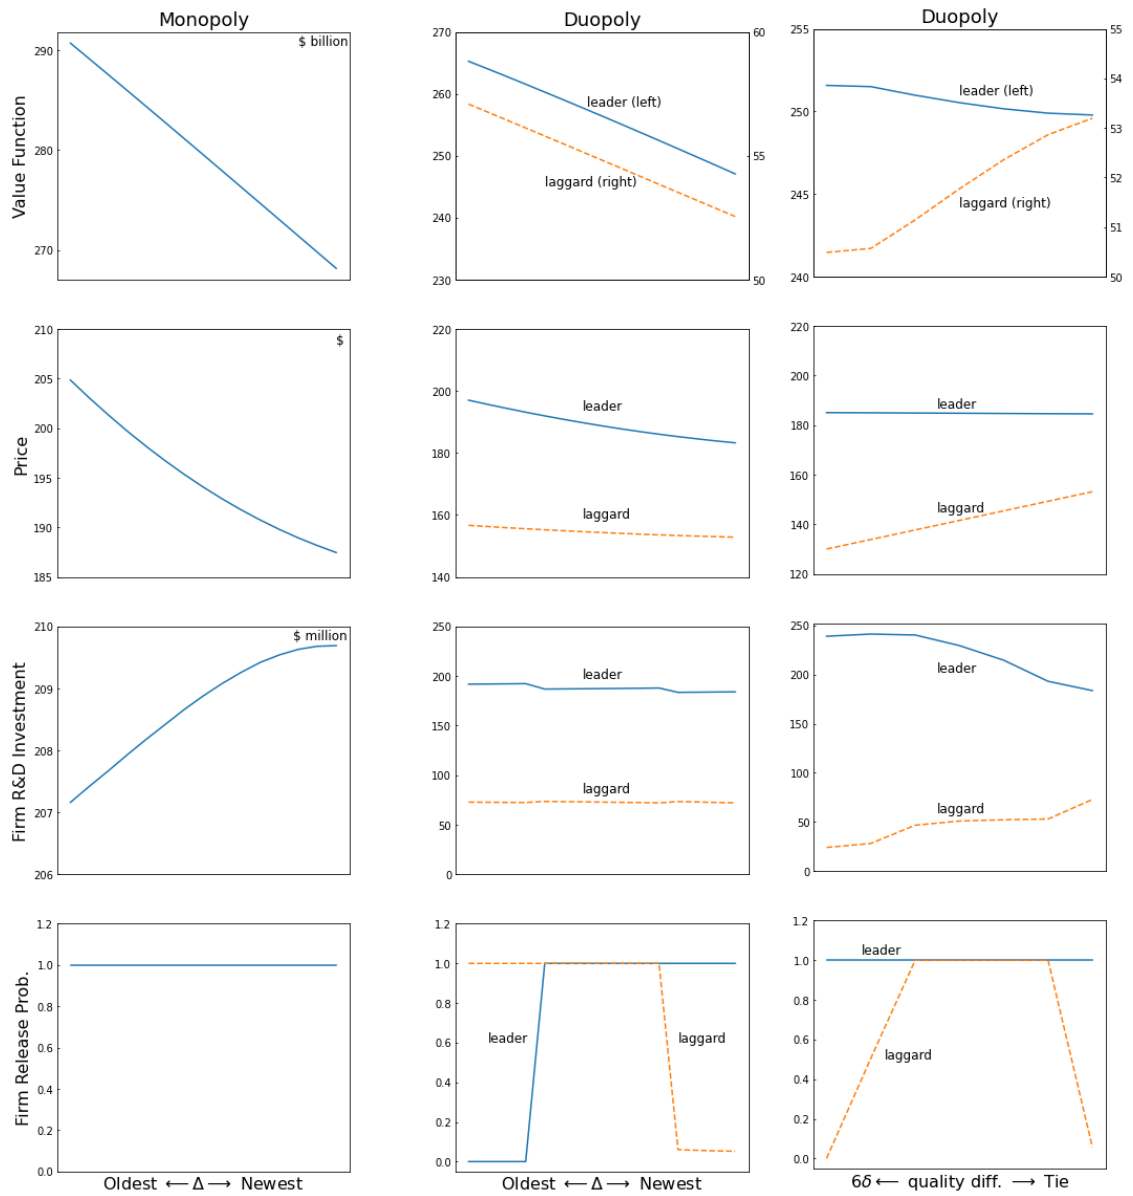 Monopoly
Duopoly
Duopoly
Value Function
$ billion
290
280
270
270
260
250
240
230
60
55
50
leader (left)
laggard (right)
255
250
245
240
55
54
53
52
51
50
leader (left)
laggard (right)
Price
$
210
205
200
195
190
185
220
200
180
160
140
leader
laggard
220
200
180
160
140
120
leader
laggard
Firm R&D Investment
$ million
210
209
208
207
206
250
200
150
100
50
0
leader
laggard
250
200
150
100
50
0
leader
laggard
Firm Release Prob.
1.2
1.0
0.8
0.6
0.4
0.2
0.0
1.2
1.0
0.8
0.6
0.4
0.2
0.0
leader
laggard
1.2
1.0
0.8
0.6
0.4
0.2
0.0
leader
laggard
Oldest ⟵Δ⟶ Newest
Oldest ⟵Δ⟶ Newest
6δ⟵ quality diff. ⟶ Tie